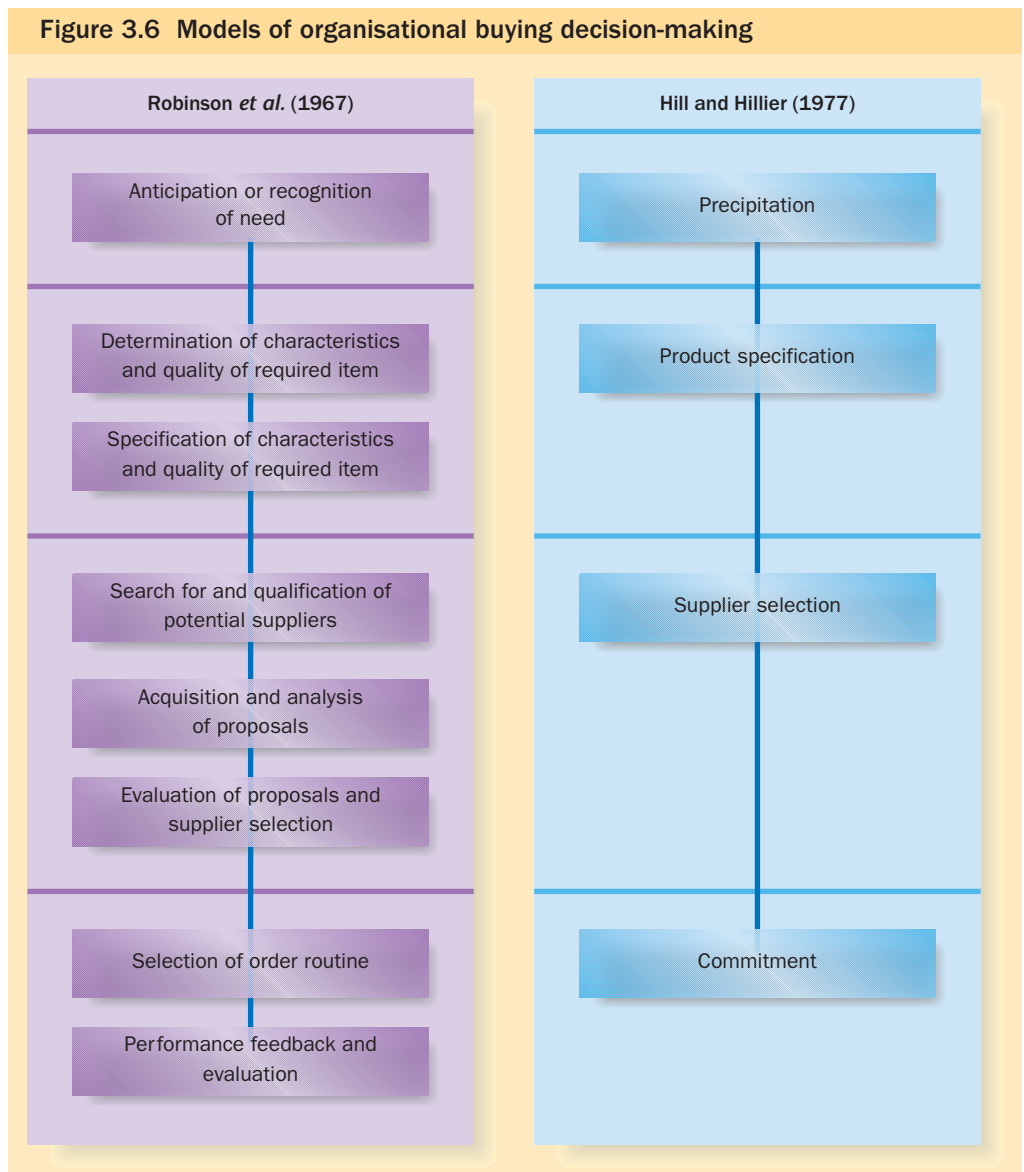 Figure 3.6 Models of organisational buying decision-making
Robinson et al. (1967)
Anticipation or recognition
of need
Determination of characteristics
and quality of required item
Specification of characteristics
and quality of required item
Search for and qualification of
potential suppliers
Acquisition and analysis
of proposals
Evaluation of proposals and
supplier selection
Selection of order routine
Performance feedback and
evaluation
Hill and Hillier (1977)
Precipitation
Product specification
Supplier selection
Commitment